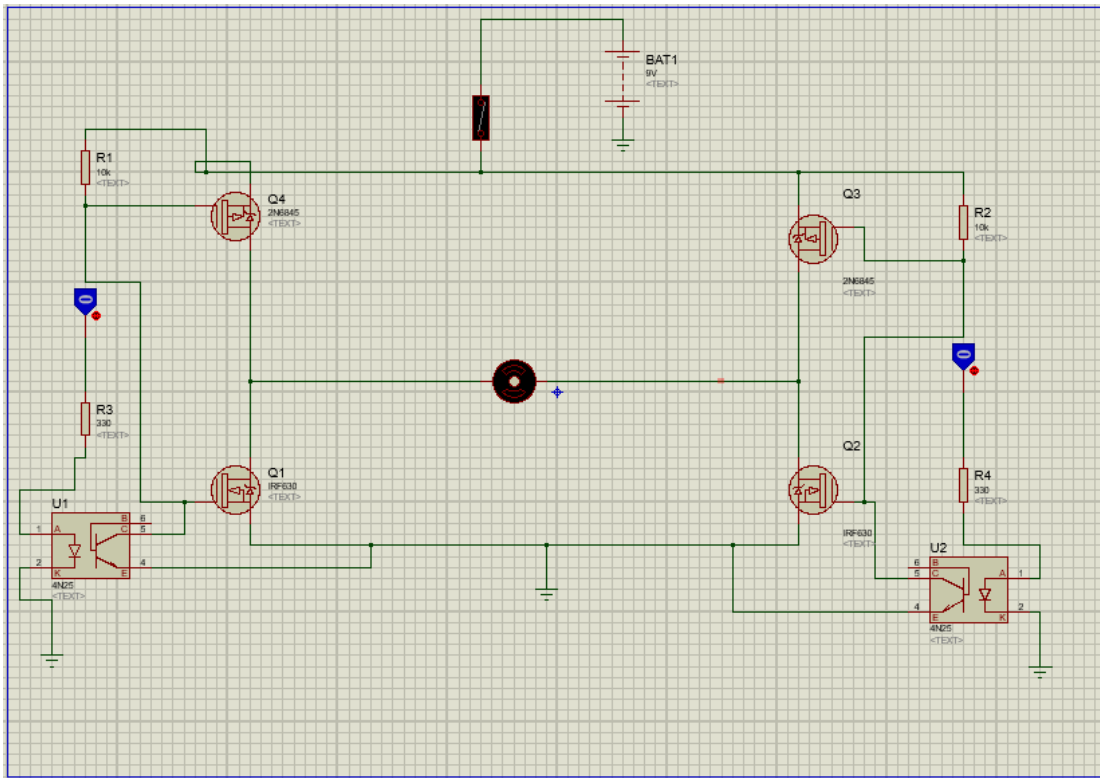 BAT1
9V
<TEXT>
R1
10k
<TEXT>
Q4
2N6845
<TEXT>
Q3
2N6845
<TEXT>
R2
10k
<TEXT>
0
0
R3
330
<TEXT>
Q1
IRF630
<TEXT>
Q2
IRF630
<TEXT>
R4
330
<TEXT>
U1
1
A
B
6
C
5
2
K
E
4
4N25
<TEXT>
U2
6
B
5
C
A
1
4
E
K
2
4N25
<TEXT>